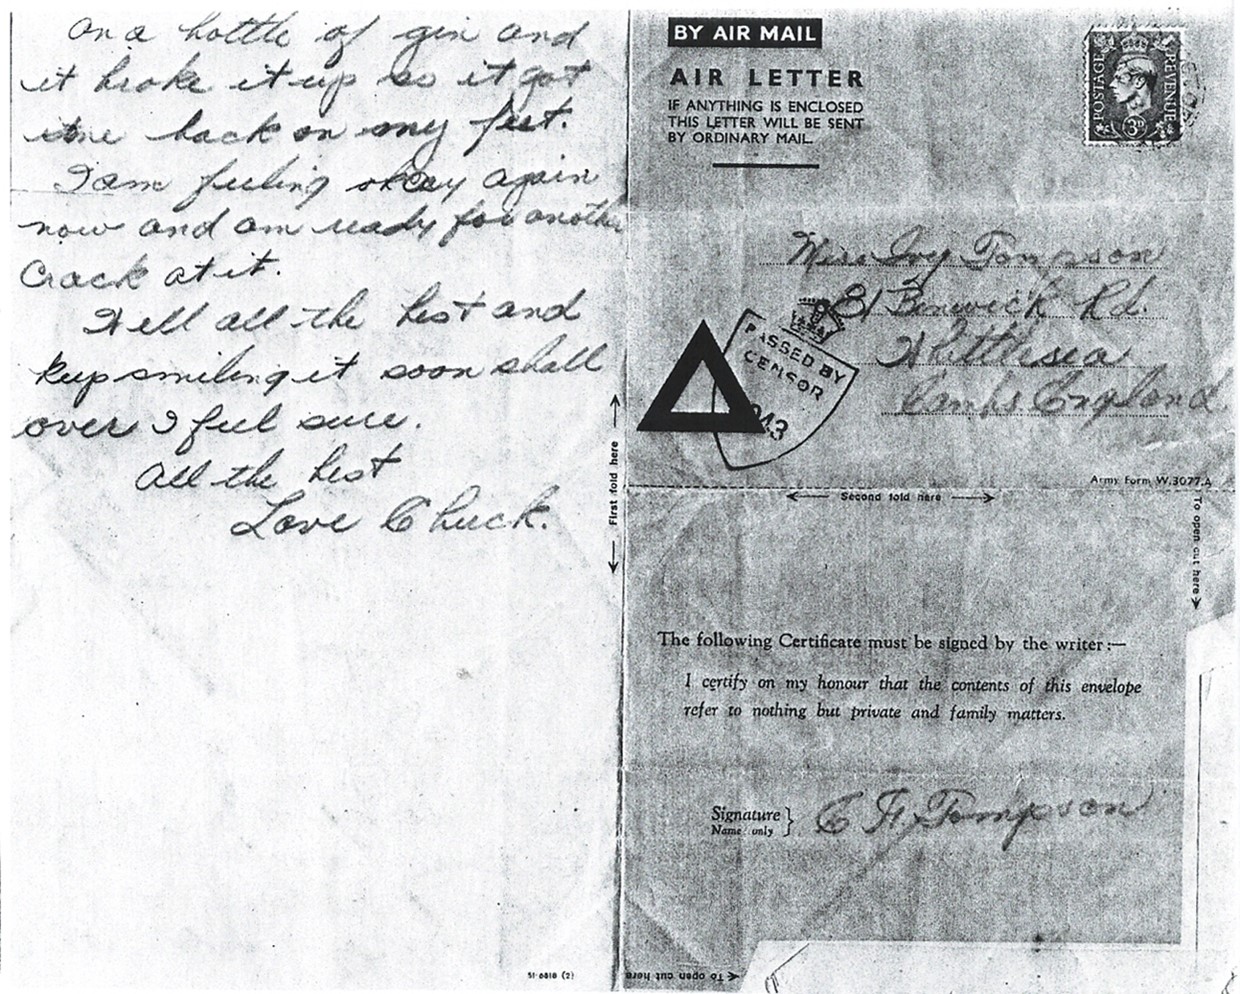 on a bottle of gin and
it broke it up so it got
me back on my feet.
I am feeling okay again
now and am ready for another
Crack at it.
Well all the best and
keep smiling it soon shall
over I feel sure.
All the best
Love Chuck.
51-6810 (2)
First fold here
BY AIR MAIL
AIR LETTER
IF ANYTHING IS ENCLOSED
THIS LETTER WILL BE SENT
BY ORDINARY MAIL.
POSTAGE
REVENUE
3D
Miss Ivy Tompson
Benwick Rd.
Whittlesea
Cambs England
PASSED BY
CENSOR
Army Form W.3077.A
Second fold here
To open cut here
The following Certificate must be signed by the writer:—
I certify on my honour that the contents of this envelope
refer to nothing but private and family matters.
Signature
Name only
C F Tompson
To open cut here